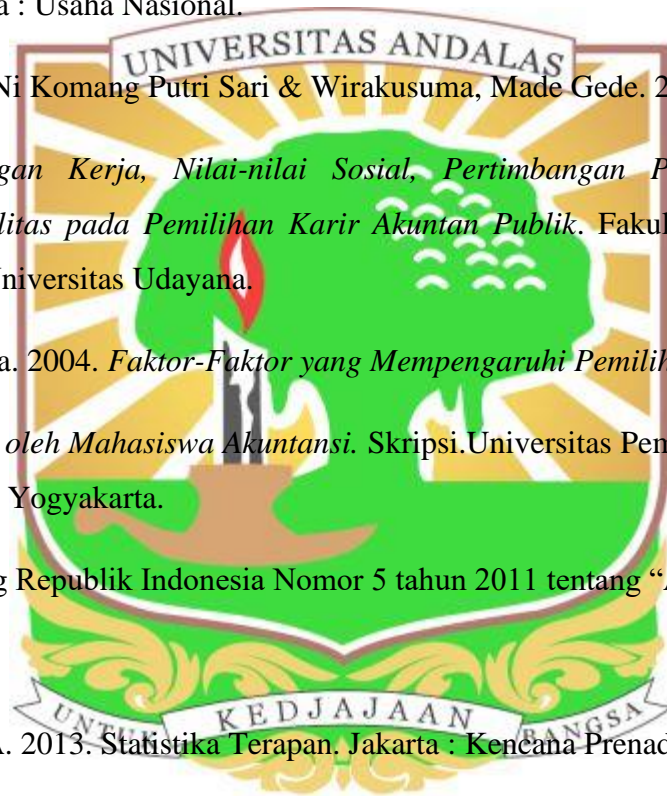 a : Usaha Nasional.
UNIVERSITAS ANDALAS
Ni Komang Putri Sari & Wirakusuma, Made Gede. 2
gan Kerja, Nilai-nilai Sosial, Pertimbangan P
litas pada Pemilihan Karir Akuntan Publik. Fakul
Universitas Udayana.
a. 2004. Faktor-Faktor yang Mempengaruhi Pemilih
oleh Mahasiswa Akuntansi. Skripsi.Universitas Pem
Yogyakarta.
g Republik Indonesia Nomor 5 tahun 2011 tentang “A
UNTUK KEDJAJAAN BANGSA
A. 2013. Statistika Terapan. Jakarta : Kencana Prenad